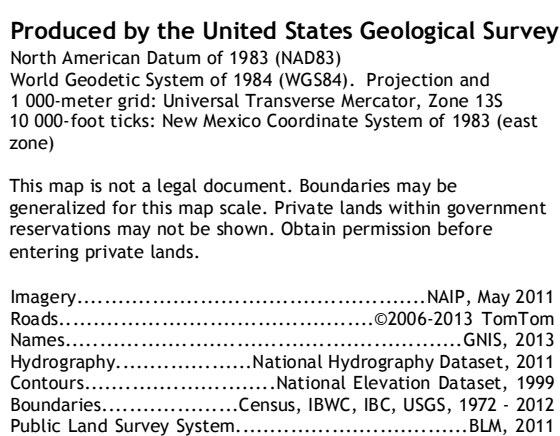 Produced by the United States Geological Survey
North American Datum of 1983 (NAD83)
World Geodetic System of 1984 (WGS84). Projection and
1 000-meter grid: Universal Transverse Mercator, Zone 13S
10 000-foot ticks: New Mexico Coordinate System of 1983 (east
zone)
This map is not a legal document. Boundaries may be
generalized for this map scale. Private lands within government
reservations may not be shown. Obtain permission before
entering private lands.
Imagery....................................................NAIP, May 2011
Roads..............................................©2006-2013 TomTom
Names...........................................................GNIS, 2013
Hydrography....................National Hydrography Dataset, 2011
Contours............................National Elevation Dataset, 1999
Boundaries....................Census, IBWC, IBC, USGS, 1972 - 2012
Public Land Survey System..................................BLM, 2011